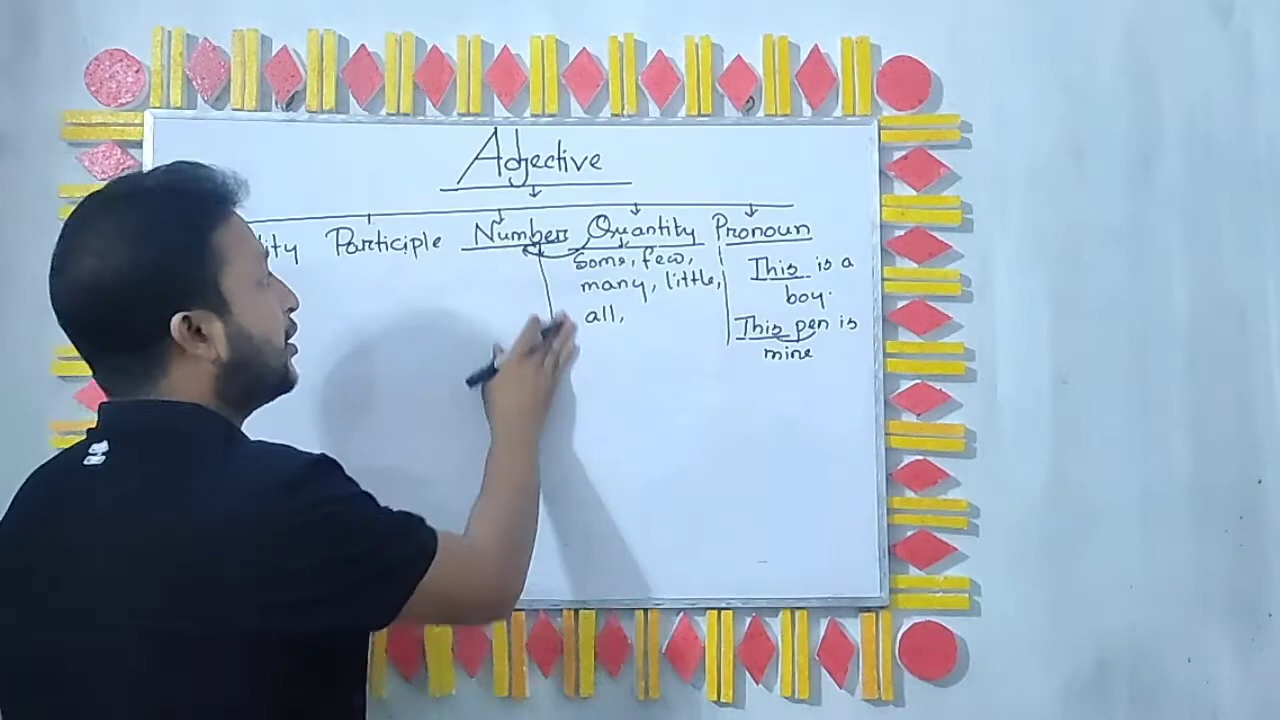 Adjective
Participle Number Quantity Pronoun
Some, few,
many, little,
all,
This is a
boy.
This pen is
mine